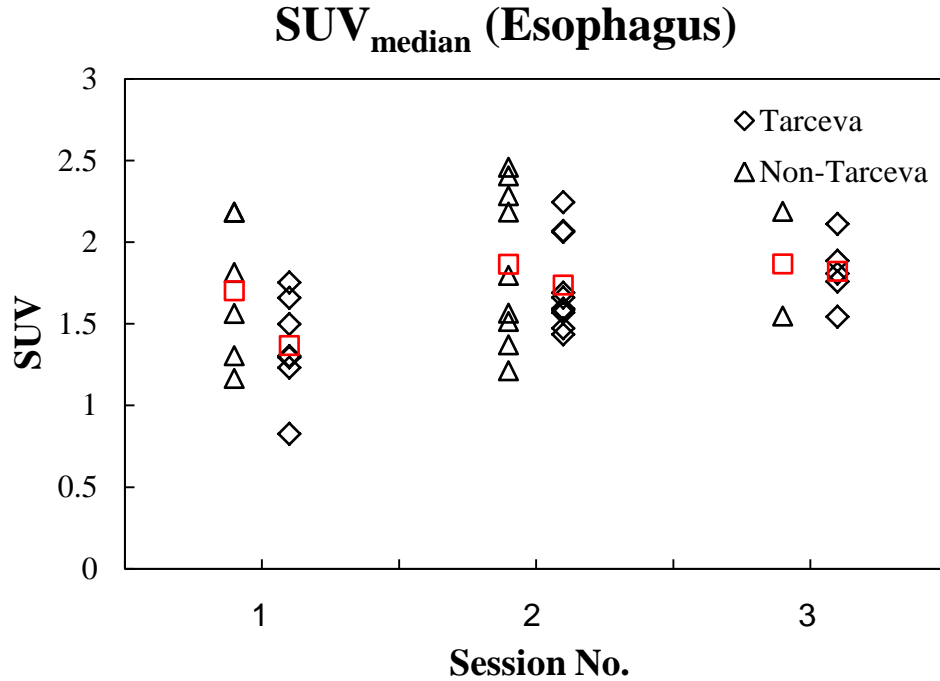 SUVmedian (Esophagus)
3
Tarceva
2.5
Non-Tarceva
2
1.5
1
0.5
0
SUV
1 2 3
Session No.